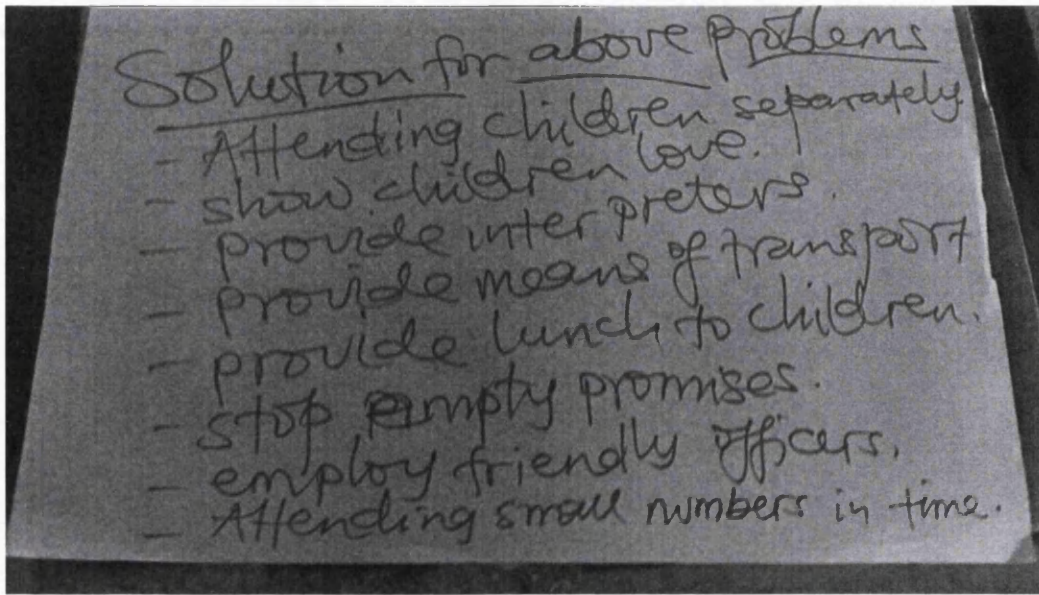 Solution for above problems
- Attending children separately.
- show children love.
- provide interpreters.
- provide means of transport
- provide lunch to children.
- stop empty promises.
- employ friendly officers.
- Attending small numbers in time.